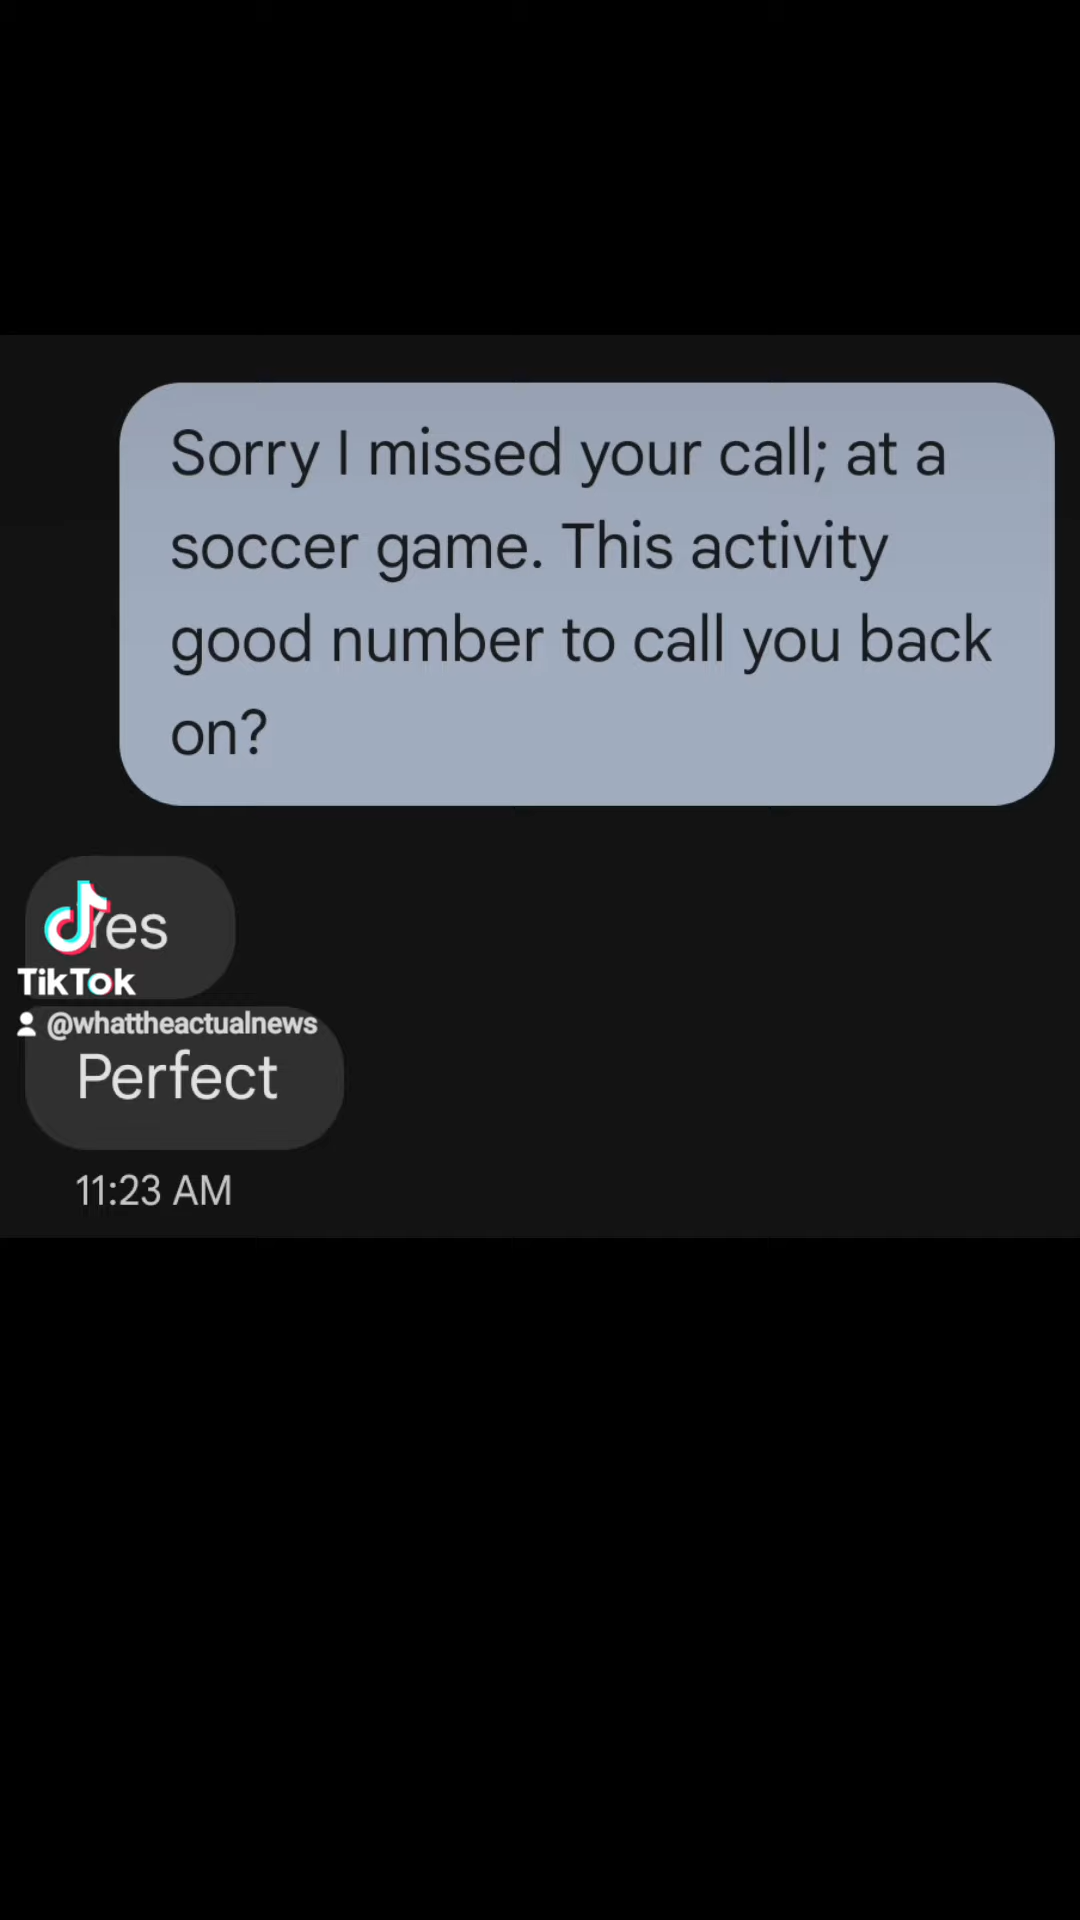 Sorry I missed your call; at a
soccer game. This activity
good number to call you back
on?
Yes
TikTok
@whattheactualnews
Perfect
11:23 AM